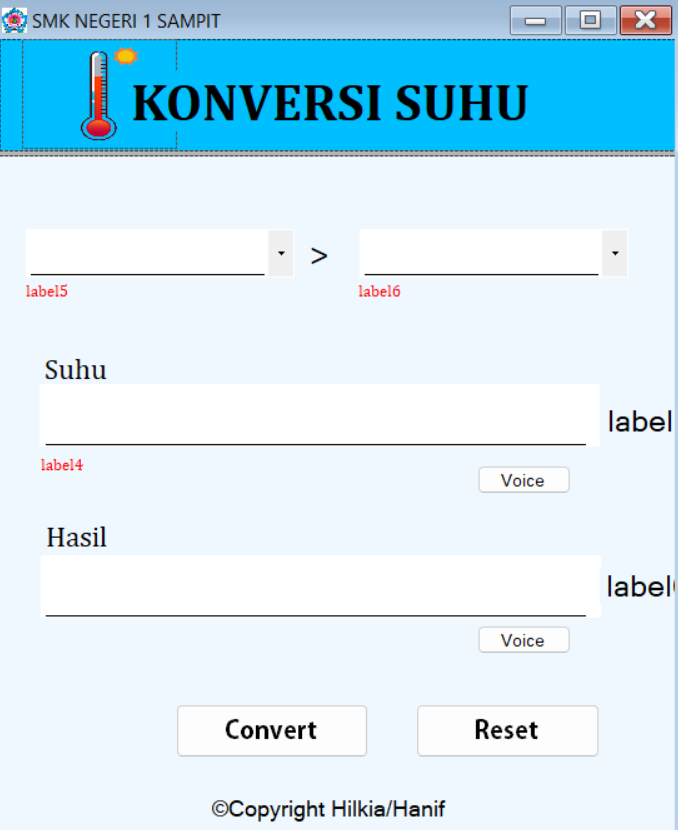 SMK NEGERI 1 SAMPIT
KONVERSI SUHU
>
label5
label6
Suhu
label
label4
Voice
Hasil
label
Voice
Convert Reset
©Copyright Hilkia/Hanif